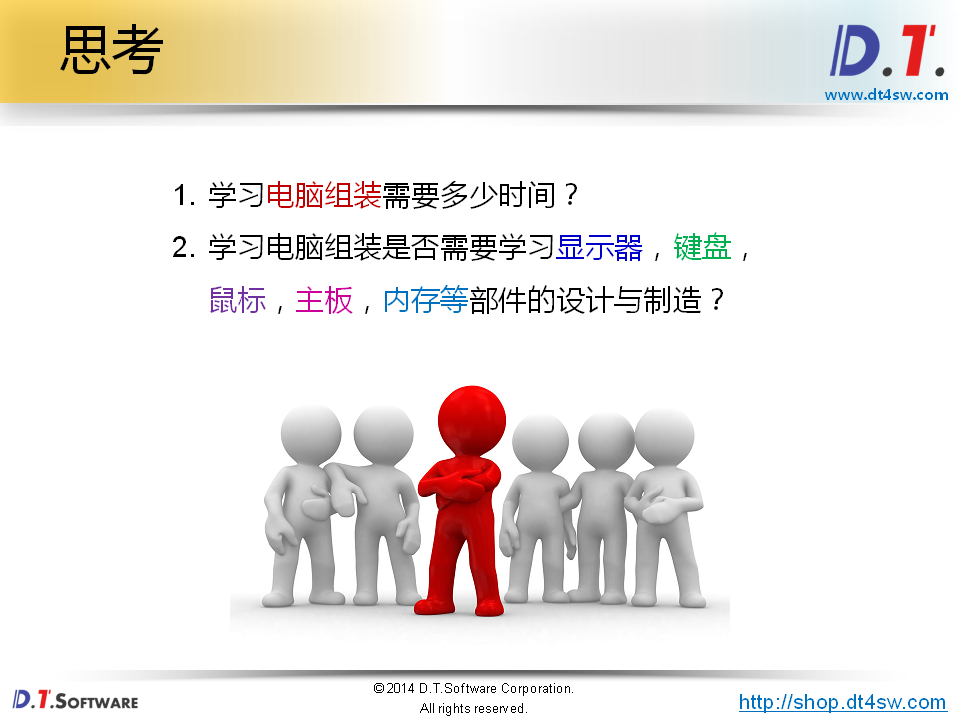 思考
D.T.
www.dt4sw.com
1. 学习电脑组装需要多少时间？
2. 学习电脑组装是否需要学习显示器，键盘，
鼠标，主板，内存等部件的设计与制造？
D.T.SOFTWARE
©2014 D.T.Software Corporation.
All rights reserved.
http://shop.dt4sw.com